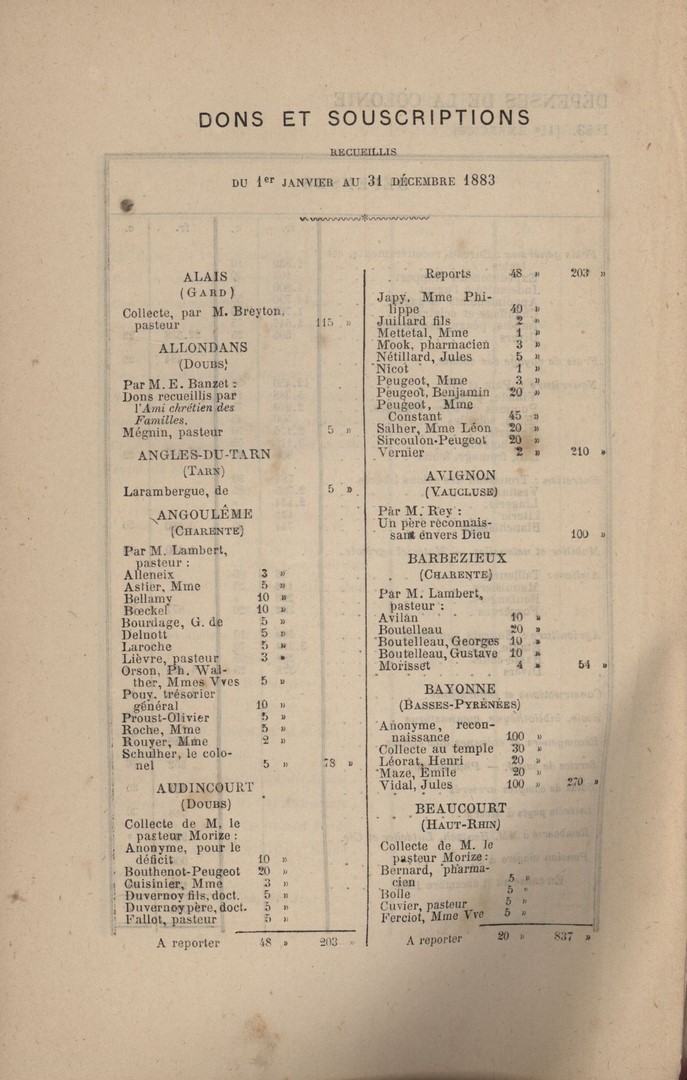 DONS ET SOUSCRIPTIONS
RECUEILLIS
DU 1er JANVIER AU 31 DÉCEMBRE 1883
ALAIS
(GARD)
Collecte, par M. Breyton,
pasteur 115 »
ALLONDANS
(DOUBS)
Par M. E. Banzet :
Dons recueillis par
l'Ami chrétien des
Familles.
Mégnin, pasteur 5 »
ANGLES-DU-TARN
(TARN)
Larambergue, de 5 »
ANGOULÊME
(CHARENTE)
Par M. Lambert,
pasteur :
Alleneix 3 »
Astier, Mme 5 »
Bellamy 10 »
Bœckel 10 »
Bourdage, G. de 5 »
Delnott 5 »
Laroche 5 »
Lièvre, pasteur 3 »
Orson, Ph. Wal-
ther, Mmes Vves 5 »
Pouy, trésorier
général 10 »
Proust-Olivier 5 »
Roche, Mme 5 »
Rouyer, Mme 2 »
Schulher, le colo-
nel 5 » 78 »
AUDINCOURT
(DOUBS)
Collecte de M. le
pasteur Morize :
Anonyme, pour le
déficit 10 »
Bouthenot-Peugeot 20 »
Cuisinier, Mme 3 »
Duvernoy fils, doct. 5 »
Duvernoy père, doct. 5 »
Fallot, pasteur 5 »
A reporter 48 » 203 »
Reports 48 » 203 »
Japy, Mme Phi-
lippe 40 »
Juillard fils 2 »
Mettetal, Mme 1 »
Mook, pharmacien 3 »
Nétillard, Jules 5 »
Nicot 1 »
Peugeot, Mme 3 »
Peugeot, Benjamin 20 »
Peugeot, Mme
Constant 45 »
Salher, Mme Léon 20 »
Sircoulon-Peugeot 20 »
Vernier 2 » 210 »
AVIGNON
(VAUCLUSE)
Par M. Rey :
Un père reconnais-
sant envers Dieu 100 »
BARBEZIEUX
(CHARENTE)
Par M. Lambert,
pasteur :
Avilan 10 »
Boutelleau 20 »
Boutelleau, Georges 10 »
Boutelleau, Gustave 10 »
Morisset 4 » 54 »
BAYONNE
(BASSES-PYRÉNÉES)
Anonyme, recon-
naissance 100 »
Collecte au temple 30 »
Léorat, Henri 20 »
Maze, Emile 20 »
Vidal, Jules 100 » 270 »
BEAUCOURT
(HAUT-RHIN)
Collecte de M. le
pasteur Morize :
Bernard, pharma-
cien 5 »
Bolle 5 »
Cuvier, pasteur 5 »
Ferciot, Mme Vve 5 »
A reporter 20 » 837 »